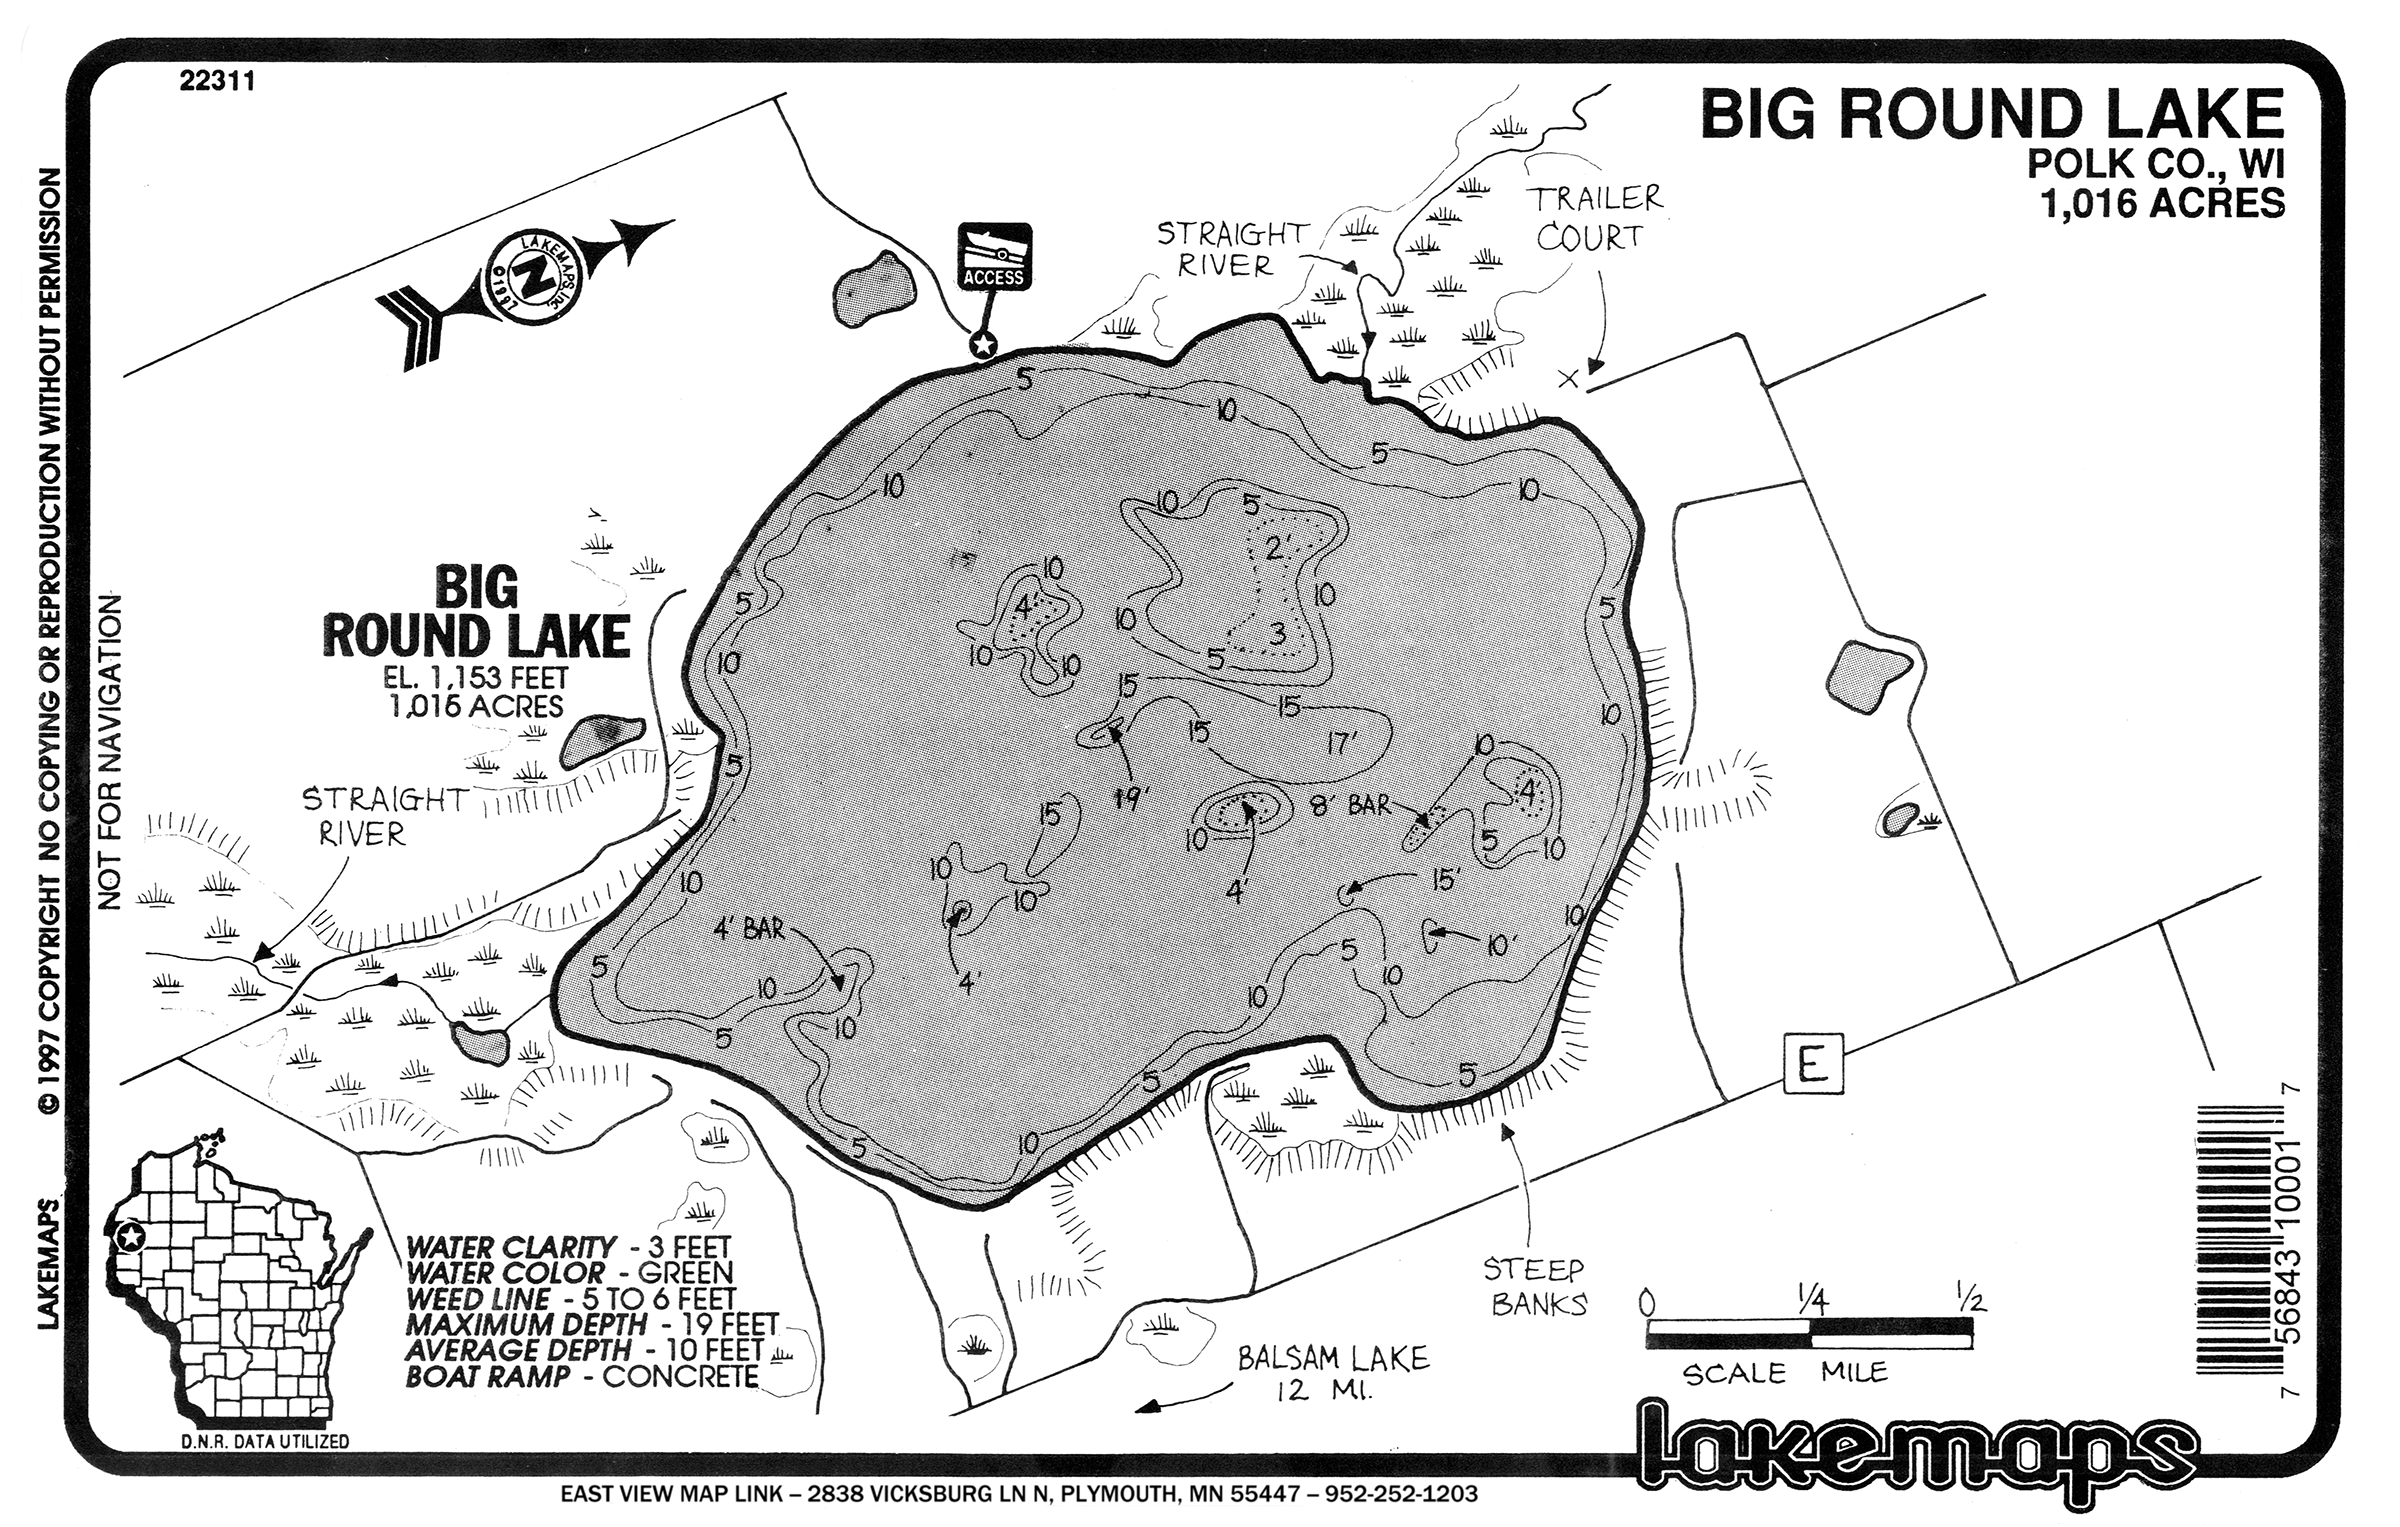 22311
BIG ROUND LAKE
POLK CO., WI
1,016 ACRES
© 1997 COPYRIGHT NO COPYING OR REPRODUCTION WITHOUT PERMISSION
LAKEMAPS
NOT FOR NAVIGATION
LAKEMAPS, Inc.
N
©1997
ACCESS
STRAIGHT
RIVER
TRAILER
COURT
X
BIG
ROUND LAKE
EL. 1,153 FEET
1,016 ACRES
STRAIGHT
RIVER
5
10
5
10
10
10
5
2'
10
4'
10
10
10
3
5
10
5
5
10
15
15
15
17'
19'
10
5
10
4'
5
10
8' BAR
10
4'
15
15'
10
10
4'
10
4' BAR
5
10
10
5
10
5
10
10'
10
5
5
10
5
10
5
E
STEEP
BANKS
BALSAM LAKE
12 MI.
WATER CLARITY - 3 FEET
WATER COLOR - GREEN
WEED LINE - 5 TO 6 FEET
MAXIMUM DEPTH - 19 FEET
AVERAGE DEPTH - 10 FEET
BOAT RAMP - CONCRETE
D.N.R. DATA UTILIZED
0 1/4 1/2
SCALE MILE
7 56843 10001 7
lakemaps
EAST VIEW MAP LINK – 2838 VICKSBURG LN N, PLYMOUTH, MN 55447 – 952-252-1203